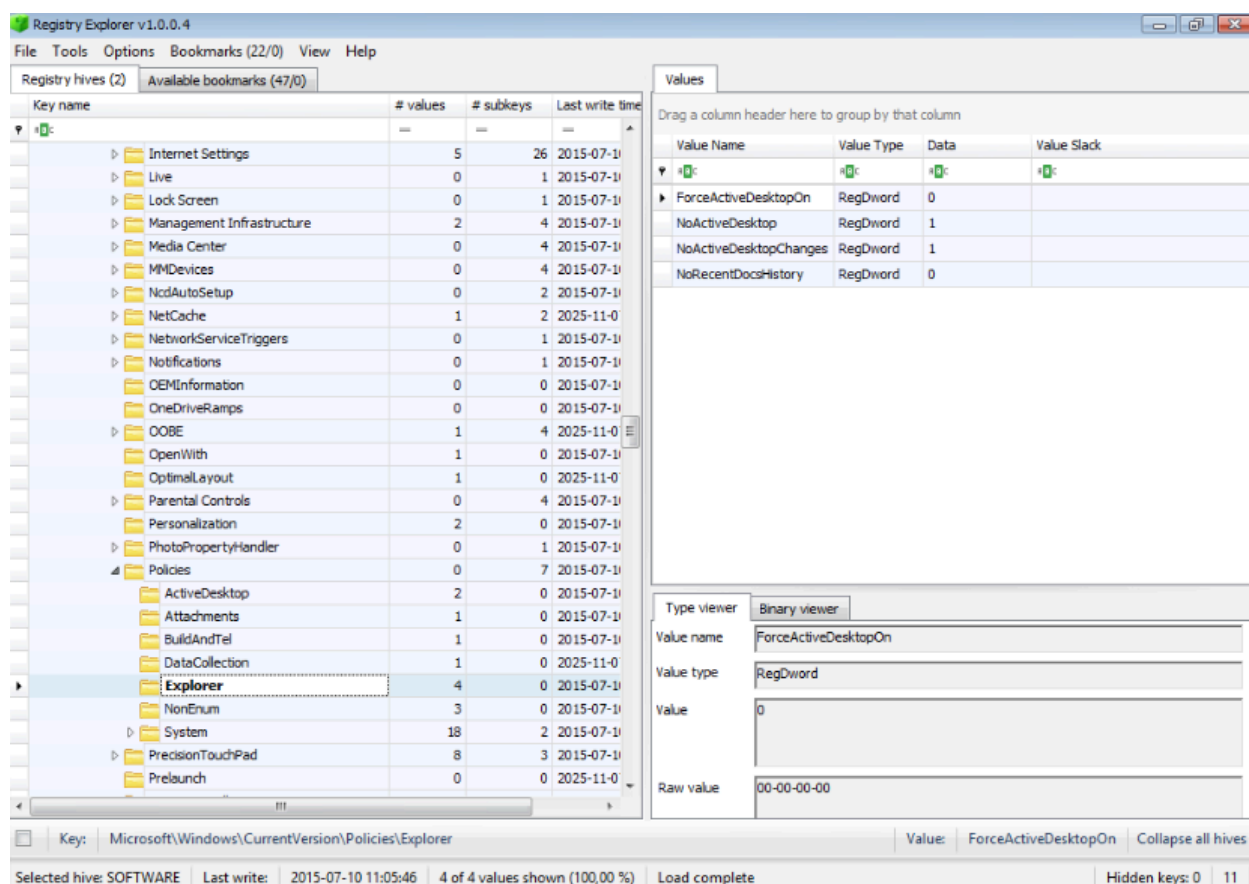 Registry Explorer v1.0.0.4
File Tools Options Bookmarks (22/0) View Help
Registry hives (2) Available bookmarks (47/0)
Key name # values # subkeys Last write time
= = =
Internet Settings 5 26 2015-07-1
Live 0 1 2015-07-1
Lock Screen 0 1 2015-07-1
Management Infrastructure 2 4 2015-07-1
Media Center 0 4 2015-07-1
MMDevices 0 4 2015-07-1
NcdAutoSetup 0 2 2015-07-1
NetCache 1 2 2025-11-0
NetworkServiceTriggers 0 1 2015-07-1
Notifications 0 1 2015-07-1
OEMInformation 0 0 2015-07-1
OneDriveRamps 0 0 2015-07-1
OOBE 1 4 2025-11-0
OpenWith 1 0 2015-07-1
OptimalLayout 1 0 2025-11-0
Parental Controls 0 4 2015-07-1
Personalization 2 0 2015-07-1
PhotoPropertyHandler 0 1 2015-07-1
Policies 0 7 2015-07-1
ActiveDesktop 2 0 2015-07-1
Attachments 1 0 2015-07-1
BuildAndTel 1 0 2015-07-1
DataCollection 1 0 2025-11-0
Explorer 4 0 2015-07-1
NonEnum 3 0 2015-07-1
System 18 2 2015-07-1
PrecisionTouchPad 8 3 2015-07-1
Prelaunch 0 0 2025-11-0
Values
Drag a column header here to group by that column
Value Name Value Type Data Value Slack
ForceActiveDesktopOn RegDword 0
NoActiveDesktop RegDword 1
NoActiveDesktopChanges RegDword 1
NoRecentDocsHistory RegDword 0
Type viewer Binary viewer
Value name ForceActiveDesktopOn
Value type RegDword
Value 0
Raw value 00-00-00-00
Key: Microsoft\Windows\CurrentVersion\Policies\Explorer Value: ForceActiveDesktopOn Collapse all hives
Selected hive: SOFTWARE Last write: 2015-07-10 11:05:46 4 of 4 values shown (100,00 %) Load complete Hidden keys: 0 11